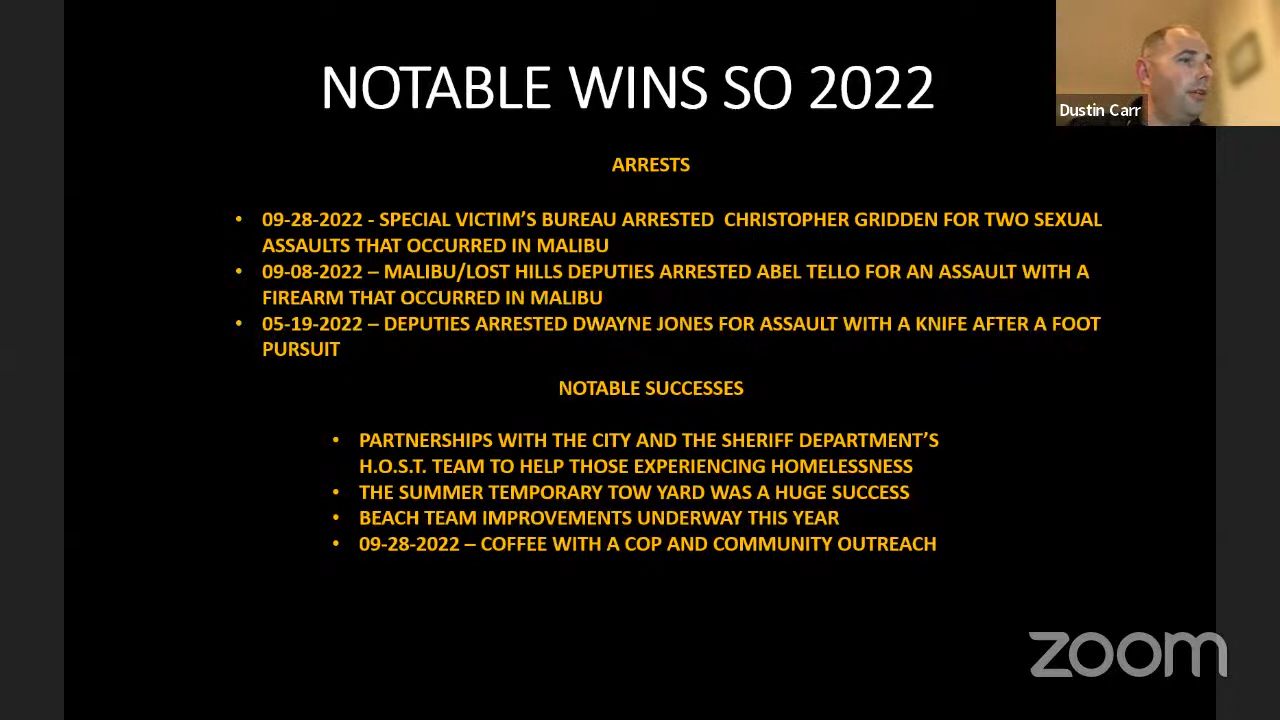 NOTABLE WINS SO 2022
Dustin Carr
ARRESTS
• 09-28-2022 - SPECIAL VICTIM'S BUREAU ARRESTED CHRISTOPHER GRIDDEN FOR TWO SEXUAL
ASSAULTS THAT OCCURRED IN MALIBU
• 09-08-2022 – MALIBU/LOST HILLS DEPUTIES ARRESTED ABEL TELLO FOR AN ASSAULT WITH A
FIREARM THAT OCCURRED IN MALIBU
• 05-19-2022 – DEPUTIES ARRESTED DWAYNE JONES FOR ASSAULT WITH A KNIFE AFTER A FOOT
PURSUIT
NOTABLE SUCCESSES
• PARTNERSHIPS WITH THE CITY AND THE SHERIFF DEPARTMENT'S
H.O.S.T. TEAM TO HELP THOSE EXPERIENCING HOMELESSNESS
• THE SUMMER TEMPORARY TOW YARD WAS A HUGE SUCCESS
• BEACH TEAM IMPROVEMENTS UNDERWAY THIS YEAR
• 09-28-2022 – COFFEE WITH A COP AND COMMUNITY OUTREACH
zoom